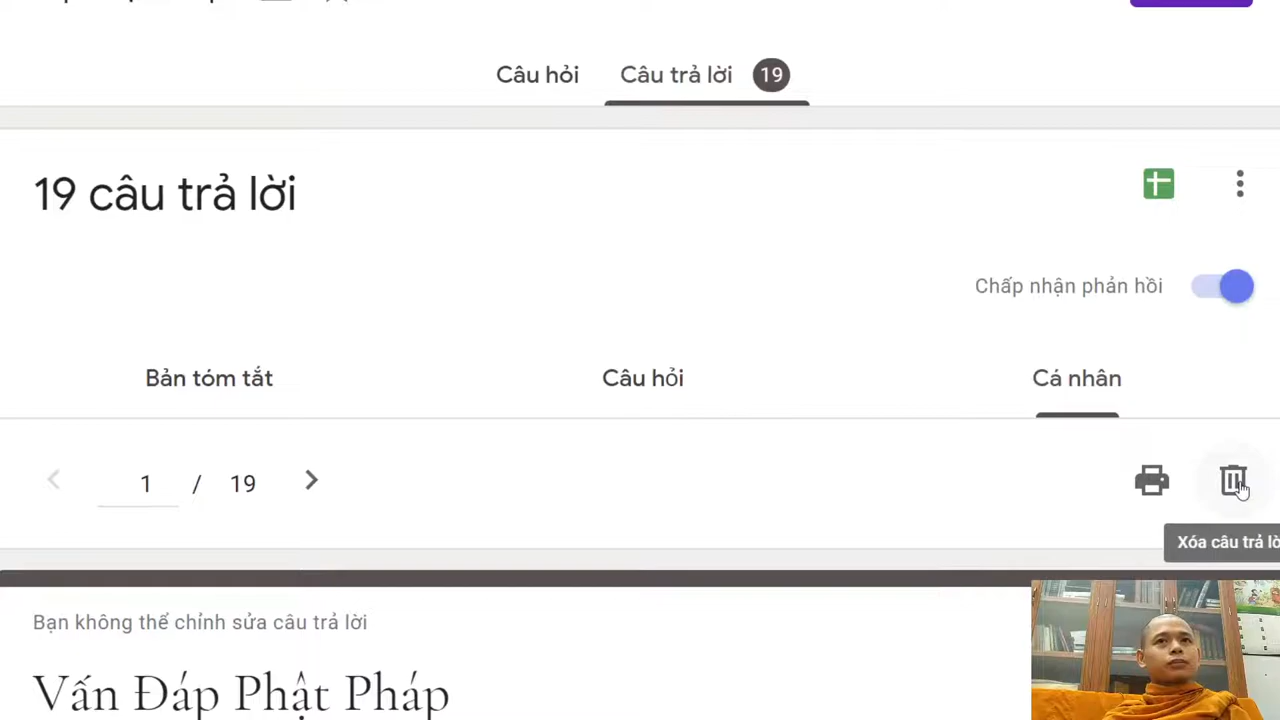 Câu hỏi Câu trả lời 19
19 câu trả lời
Chấp nhận phản hồi
Bản tóm tắt Câu hỏi Cá nhân
1 / 19
Xóa câu trả
Bạn không thể chỉnh sửa câu trả lời
Vấn Đáp Phật Pháp